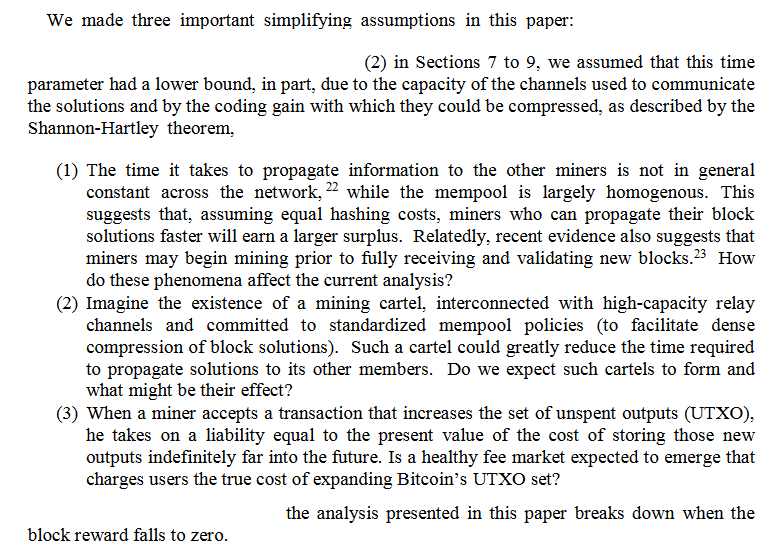 We made three important simplifying assumptions in this paper:
(2) in Sections 7 to 9, we assumed that this time
parameter had a lower bound, in part, due to the capacity of the channels used to communicate
the solutions and by the coding gain with which they could be compressed, as described by the
Shannon-Hartley theorem,
(1) The time it takes to propagate information to the other miners is not in general
constant across the network, 22 while the mempool is largely homogenous. This
suggests that, assuming equal hashing costs, miners who can propagate their block
solutions faster will earn a larger surplus. Relatedly, recent evidence also suggests that
miners may begin mining prior to fully receiving and validating new blocks.23 How
do these phenomena affect the current analysis?
(2) Imagine the existence of a mining cartel, interconnected with high-capacity relay
channels and committed to standardized mempool policies (to facilitate dense
compression of block solutions). Such a cartel could greatly reduce the time required
to propagate solutions to its other members. Do we expect such cartels to form and
what might be their effect?
(3) When a miner accepts a transaction that increases the set of unspent outputs (UTXO),
he takes on a liability equal to the present value of the cost of storing those new
outputs indefinitely far into the future. Is a healthy fee market expected to emerge that
charges users the true cost of expanding Bitcoin's UTXO set?
the analysis presented in this paper breaks down when the
block reward falls to zero.